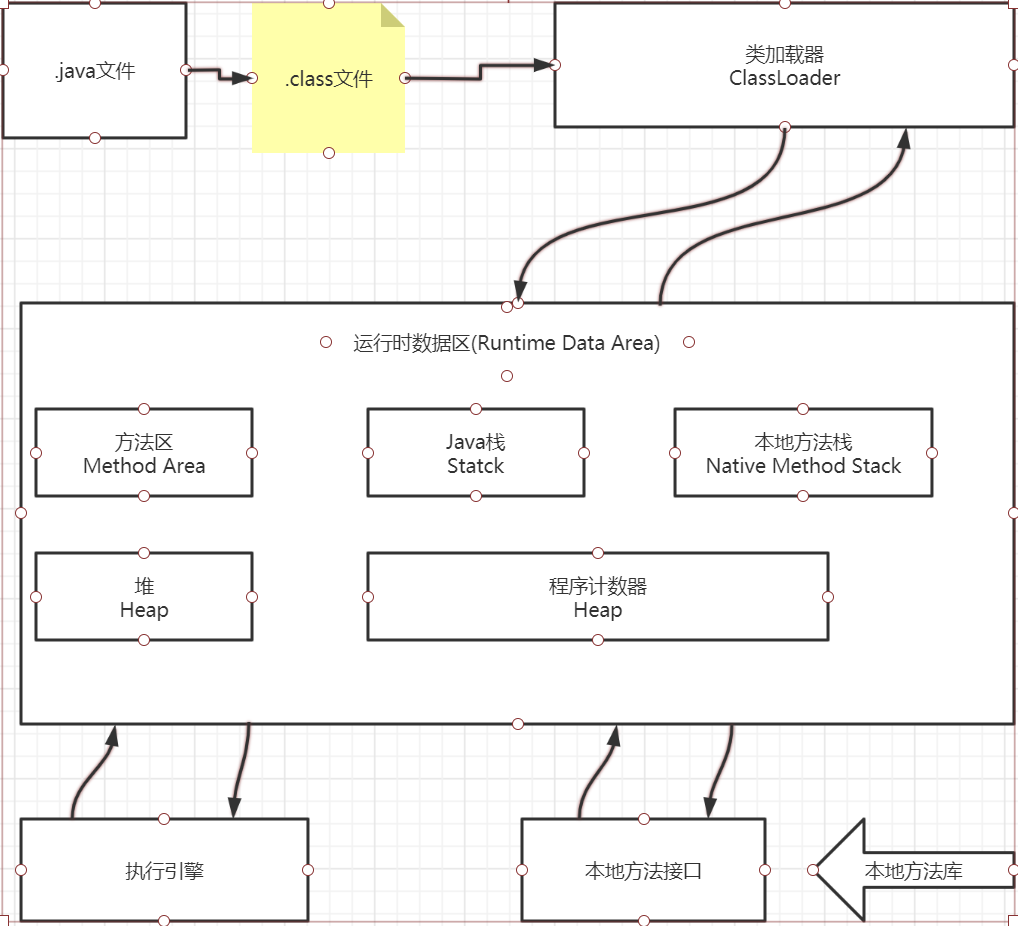 .java文件
.class文件
类加载器
ClassLoader
运行时数据区(Runtime Data Area)
方法区
Method Area
Java栈
Statck
本地方法栈
Native Method Stack
堆
Heap
程序计数器
Heap
执行引擎
本地方法接口
本地方法库